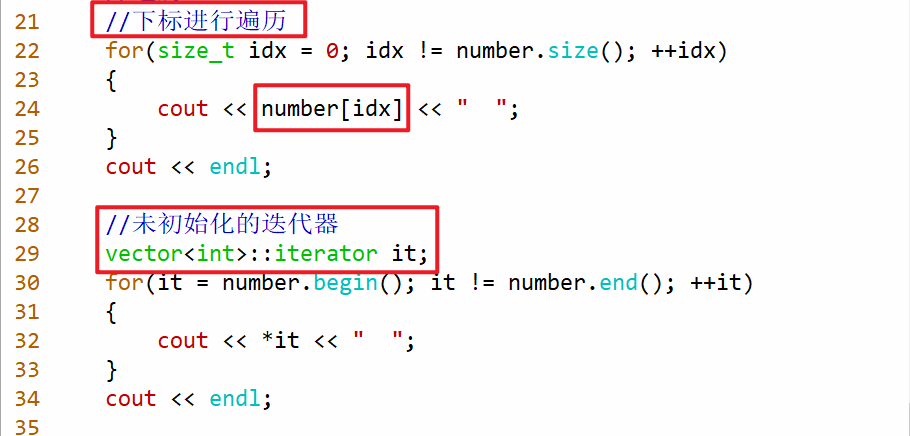 21 //下标进行遍历
22 for(size_t idx = 0; idx != number.size(); ++idx)
23 {
24     cout << number[idx] << "  ";
25 }
26 cout << endl;
27
28 //未初始化的迭代器
29 vector<int>::iterator it;
30 for(it = number.begin(); it != number.end(); ++it)
31 {
32     cout << *it << "  ";
33 }
34 cout << endl;
35